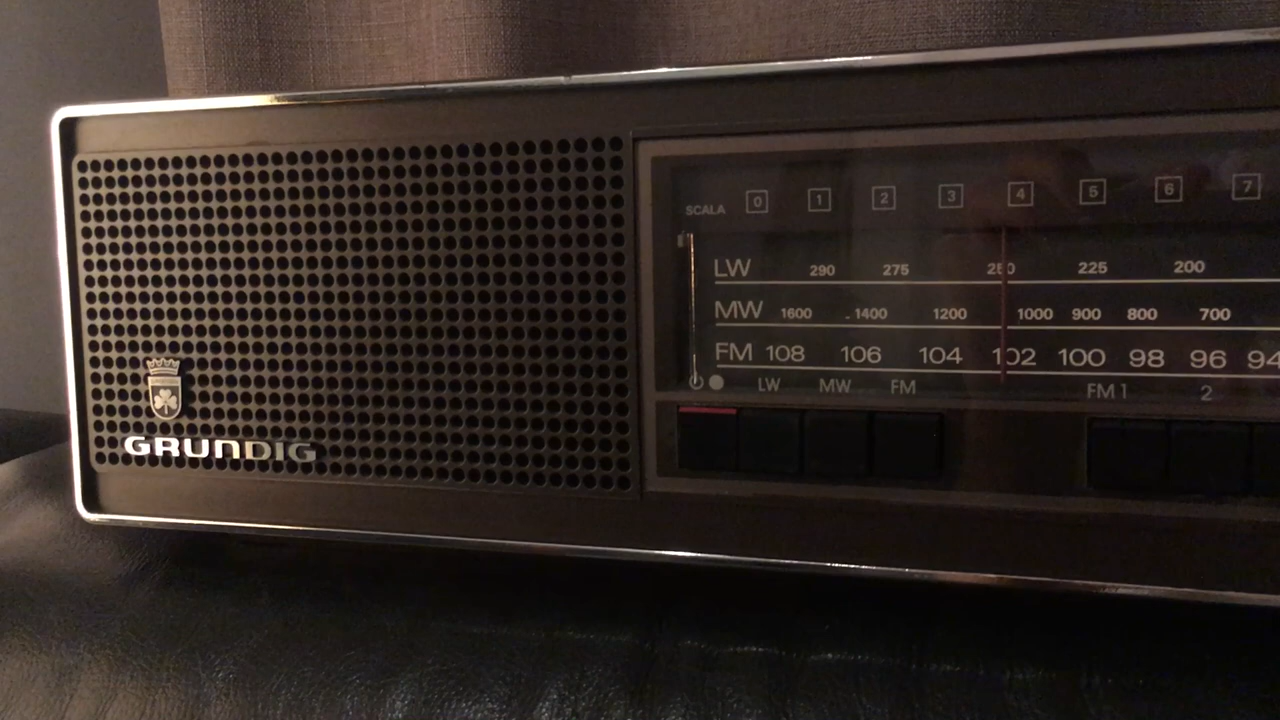 SCALA 0 1 2 3 4 5 6 7
LW 290 275 250 225 200
MW 1600 1400 1200 1000 900 800 700
FM 108 106 104 102 100 98 96 94
LW MW FM FM 1 2
GRUNDIG